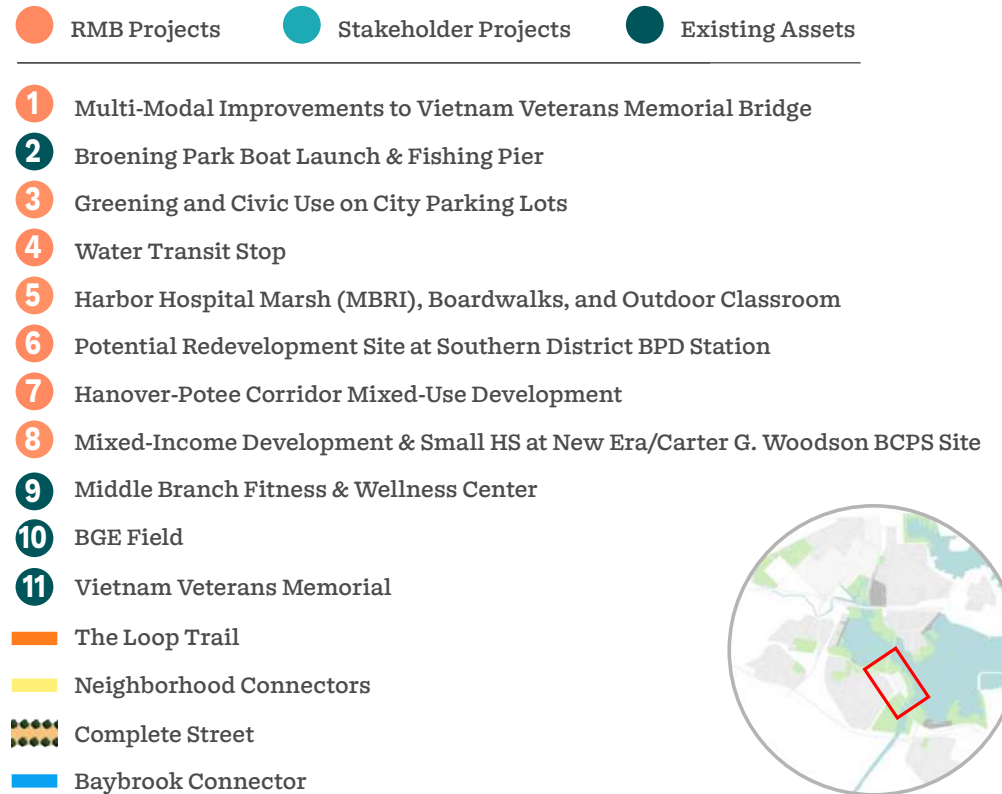 RMB Projects Stakeholder Projects Existing Assets
1 Multi-Modal Improvements to Vietnam Veterans Memorial Bridge
2 Broening Park Boat Launch & Fishing Pier
3 Greening and Civic Use on City Parking Lots
4 Water Transit Stop
5 Harbor Hospital Marsh (MBRI), Boardwalks, and Outdoor Classroom
6 Potential Redevelopment Site at Southern District BPD Station
7 Hanover-Potee Corridor Mixed-Use Development
8 Mixed-Income Development & Small HS at New Era/Carter G. Woodson BCPS Site
9 Middle Branch Fitness & Wellness Center
10 BGE Field
11 Vietnam Veterans Memorial
The Loop Trail
Neighborhood Connectors
Complete Street
Baybrook Connector